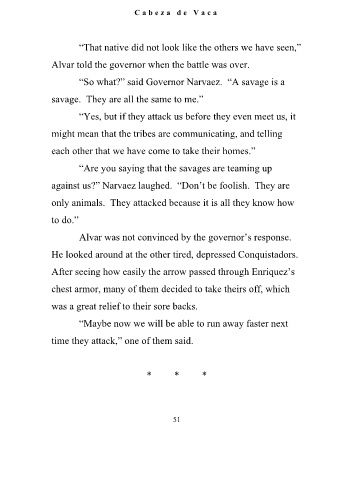 Cabeza de Vaca
“That native did not look like the others we have seen,”
Alvar told the governor when the battle was over.
“So what?” said Governor Narvaez.  “A savage is a
savage.  They are all the same to me.”
“Yes, but if they attack us before they even meet us, it
might mean that the tribes are communicating, and telling
each other that we have come to take their homes.”
“Are you saying that the savages are teaming up
against us?” Narvaez laughed.  “Don’t be foolish.  They are
only animals.  They attacked because it is all they know how
to do.”
Alvar was not convinced by the governor’s response.
He looked around at the other tired, depressed Conquistadors.
After seeing how easily the arrow passed through Enriquez’s
chest armor, many of them decided to take theirs off, which
was a great relief to their sore backs.
“Maybe now we will be able to run away faster next
time they attack,” one of them said.
* * *
51